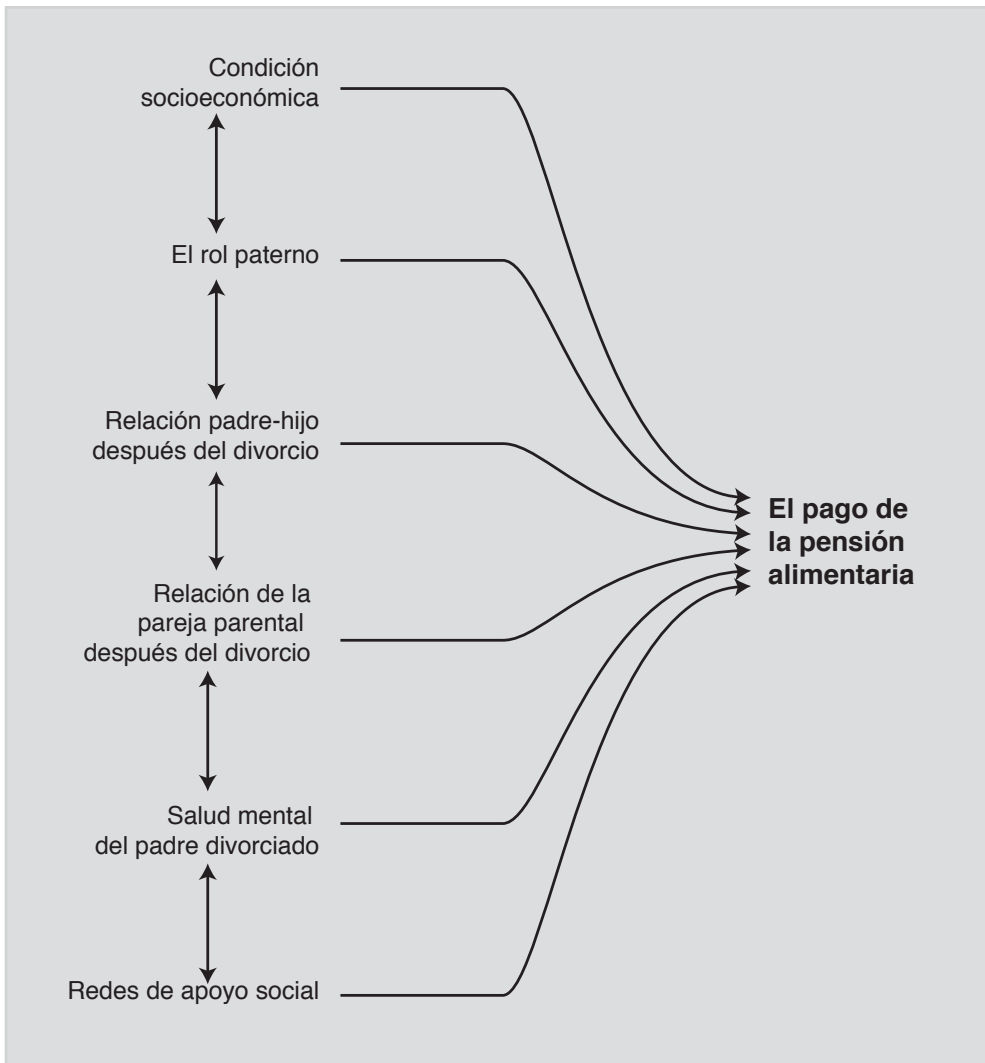 Condición
socioeconómica
El rol paterno
Relación padre-hijo
después del divorcio
El pago de
la pensión
alimentaria
Relación de la
pareja parental
después del divorcio
Salud mental
del padre divorciado
Redes de apoyo social